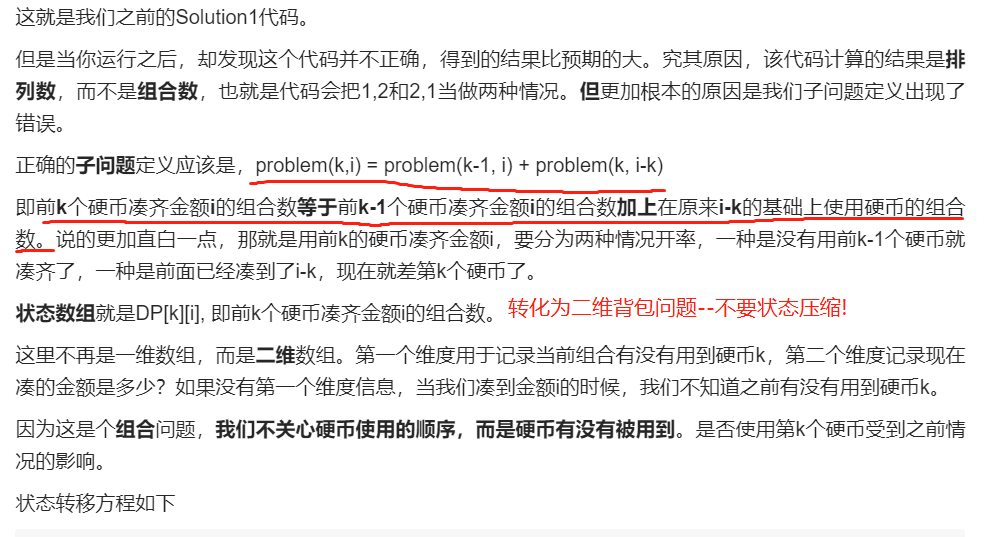 这就是我们之前的Solution1代码。
但是当你运行之后，却发现这个代码并不正确，得到的结果比预期的大。究其原因，该代码计算的结果是排
列数，而不是组合数，也就是代码会把1,2和2,1当做两种情况。但更加根本的原因是我们子问题定义出现了
错误。
正确的子问题定义应该是，problem(k,i) = problem(k-1, i) + problem(k, i-k)
即前k个硬币凑齐金额i的组合数等于前k-1个硬币凑齐金额i的组合数加上在原来i-k的基础上使用硬币的组合
数。说的更加直白一点，那就是用前k的硬币凑齐金额i，要分为两种情况开率，一种是没有用前k-1个硬币就
凑齐了，一种是前面已经凑到了i-k，现在就差第k个硬币了。
状态数组就是DP[k][i], 即前k个硬币凑齐金额i的组合数。 转化为二维背包问题--不要状态压缩!
这里不再是一维数组，而是二维数组。第一个维度用于记录当前组合有没有用到硬币k，第二个维度记录现在
凑的金额是多少？如果没有第一个维度信息，当我们凑到金额i的时候，我们不知道之前有没有用到硬币k。
因为这是个组合问题，我们不关心硬币使用的顺序，而是硬币有没有被用到。是否使用第k个硬币受到之前情
况的影响。
状态转移方程如下